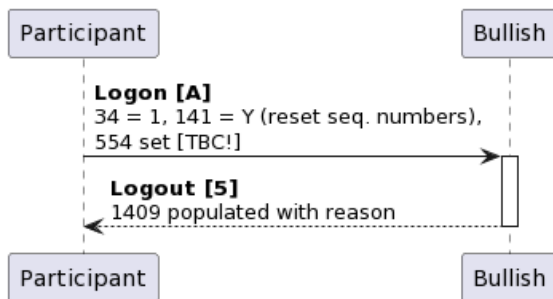 Participant
Bullish
Logon [A]
34 = 1, 141 = Y (reset seq. numbers),
554 set [TBC!]
Logout [5]
1409 populated with reason
Participant
Bullish